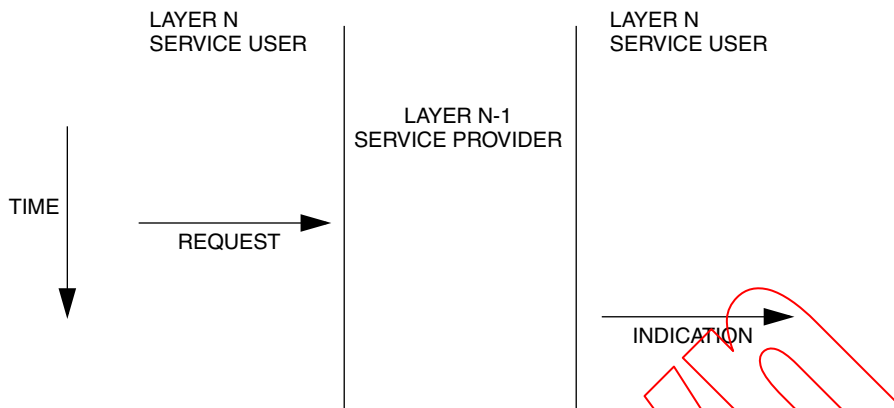 LAYER N
SERVICE USER
LAYER N
SERVICE USER
LAYER N-1
SERVICE PROVIDER
TIME
REQUEST
INDICATION